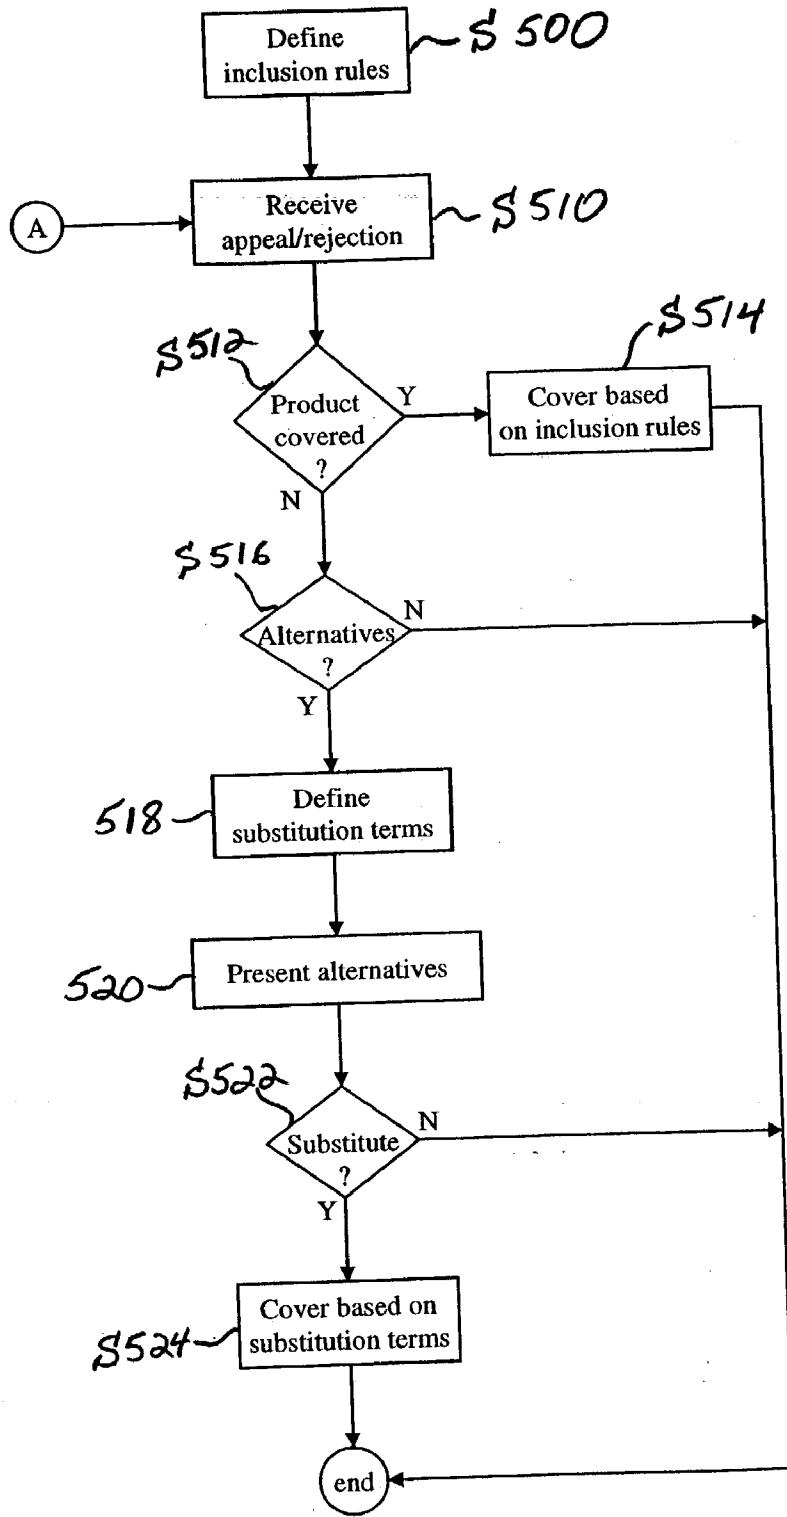 Define
inclusion rules
S 500
A
Receive
appeal/rejection
S510
S512
Product
covered
?
Y
N
S514
Cover based
on inclusion rules
S516
Alternatives
?
N
Y
518
Define
substitution terms
520
Present alternatives
S522
Substitute
?
N
Y
S524
Cover based on
substitution terms
end